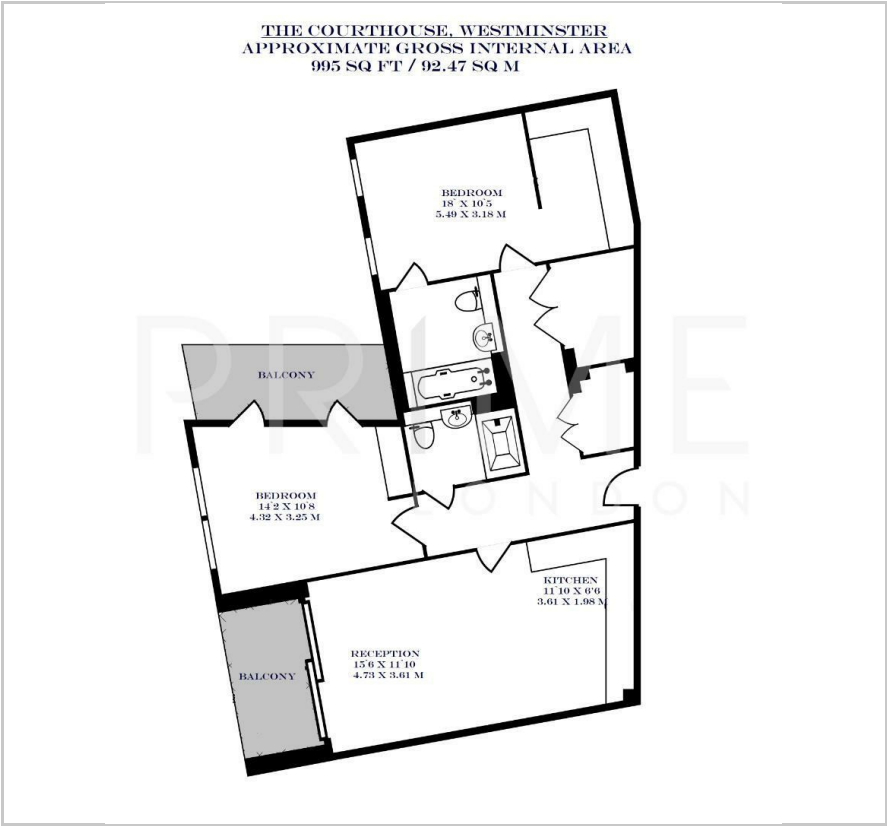 THE COURTHOUSE, WESTMINSTER
APPROXIMATE GROSS INTERNAL AREA
995 SQ FT / 92.47 SQ M
BEDROOM
18' X 10'5
5.49 X 3.18 M
BALCONY
PRIME
LONDON
BEDROOM
14'2 X 10'8
4.32 X 3.25 M
KITCHEN
11'10 X 6'6
3.61 X 1.98 M
RECEPTION
15'6 X 11'10
4.73 X 3.61 M
BALCONY